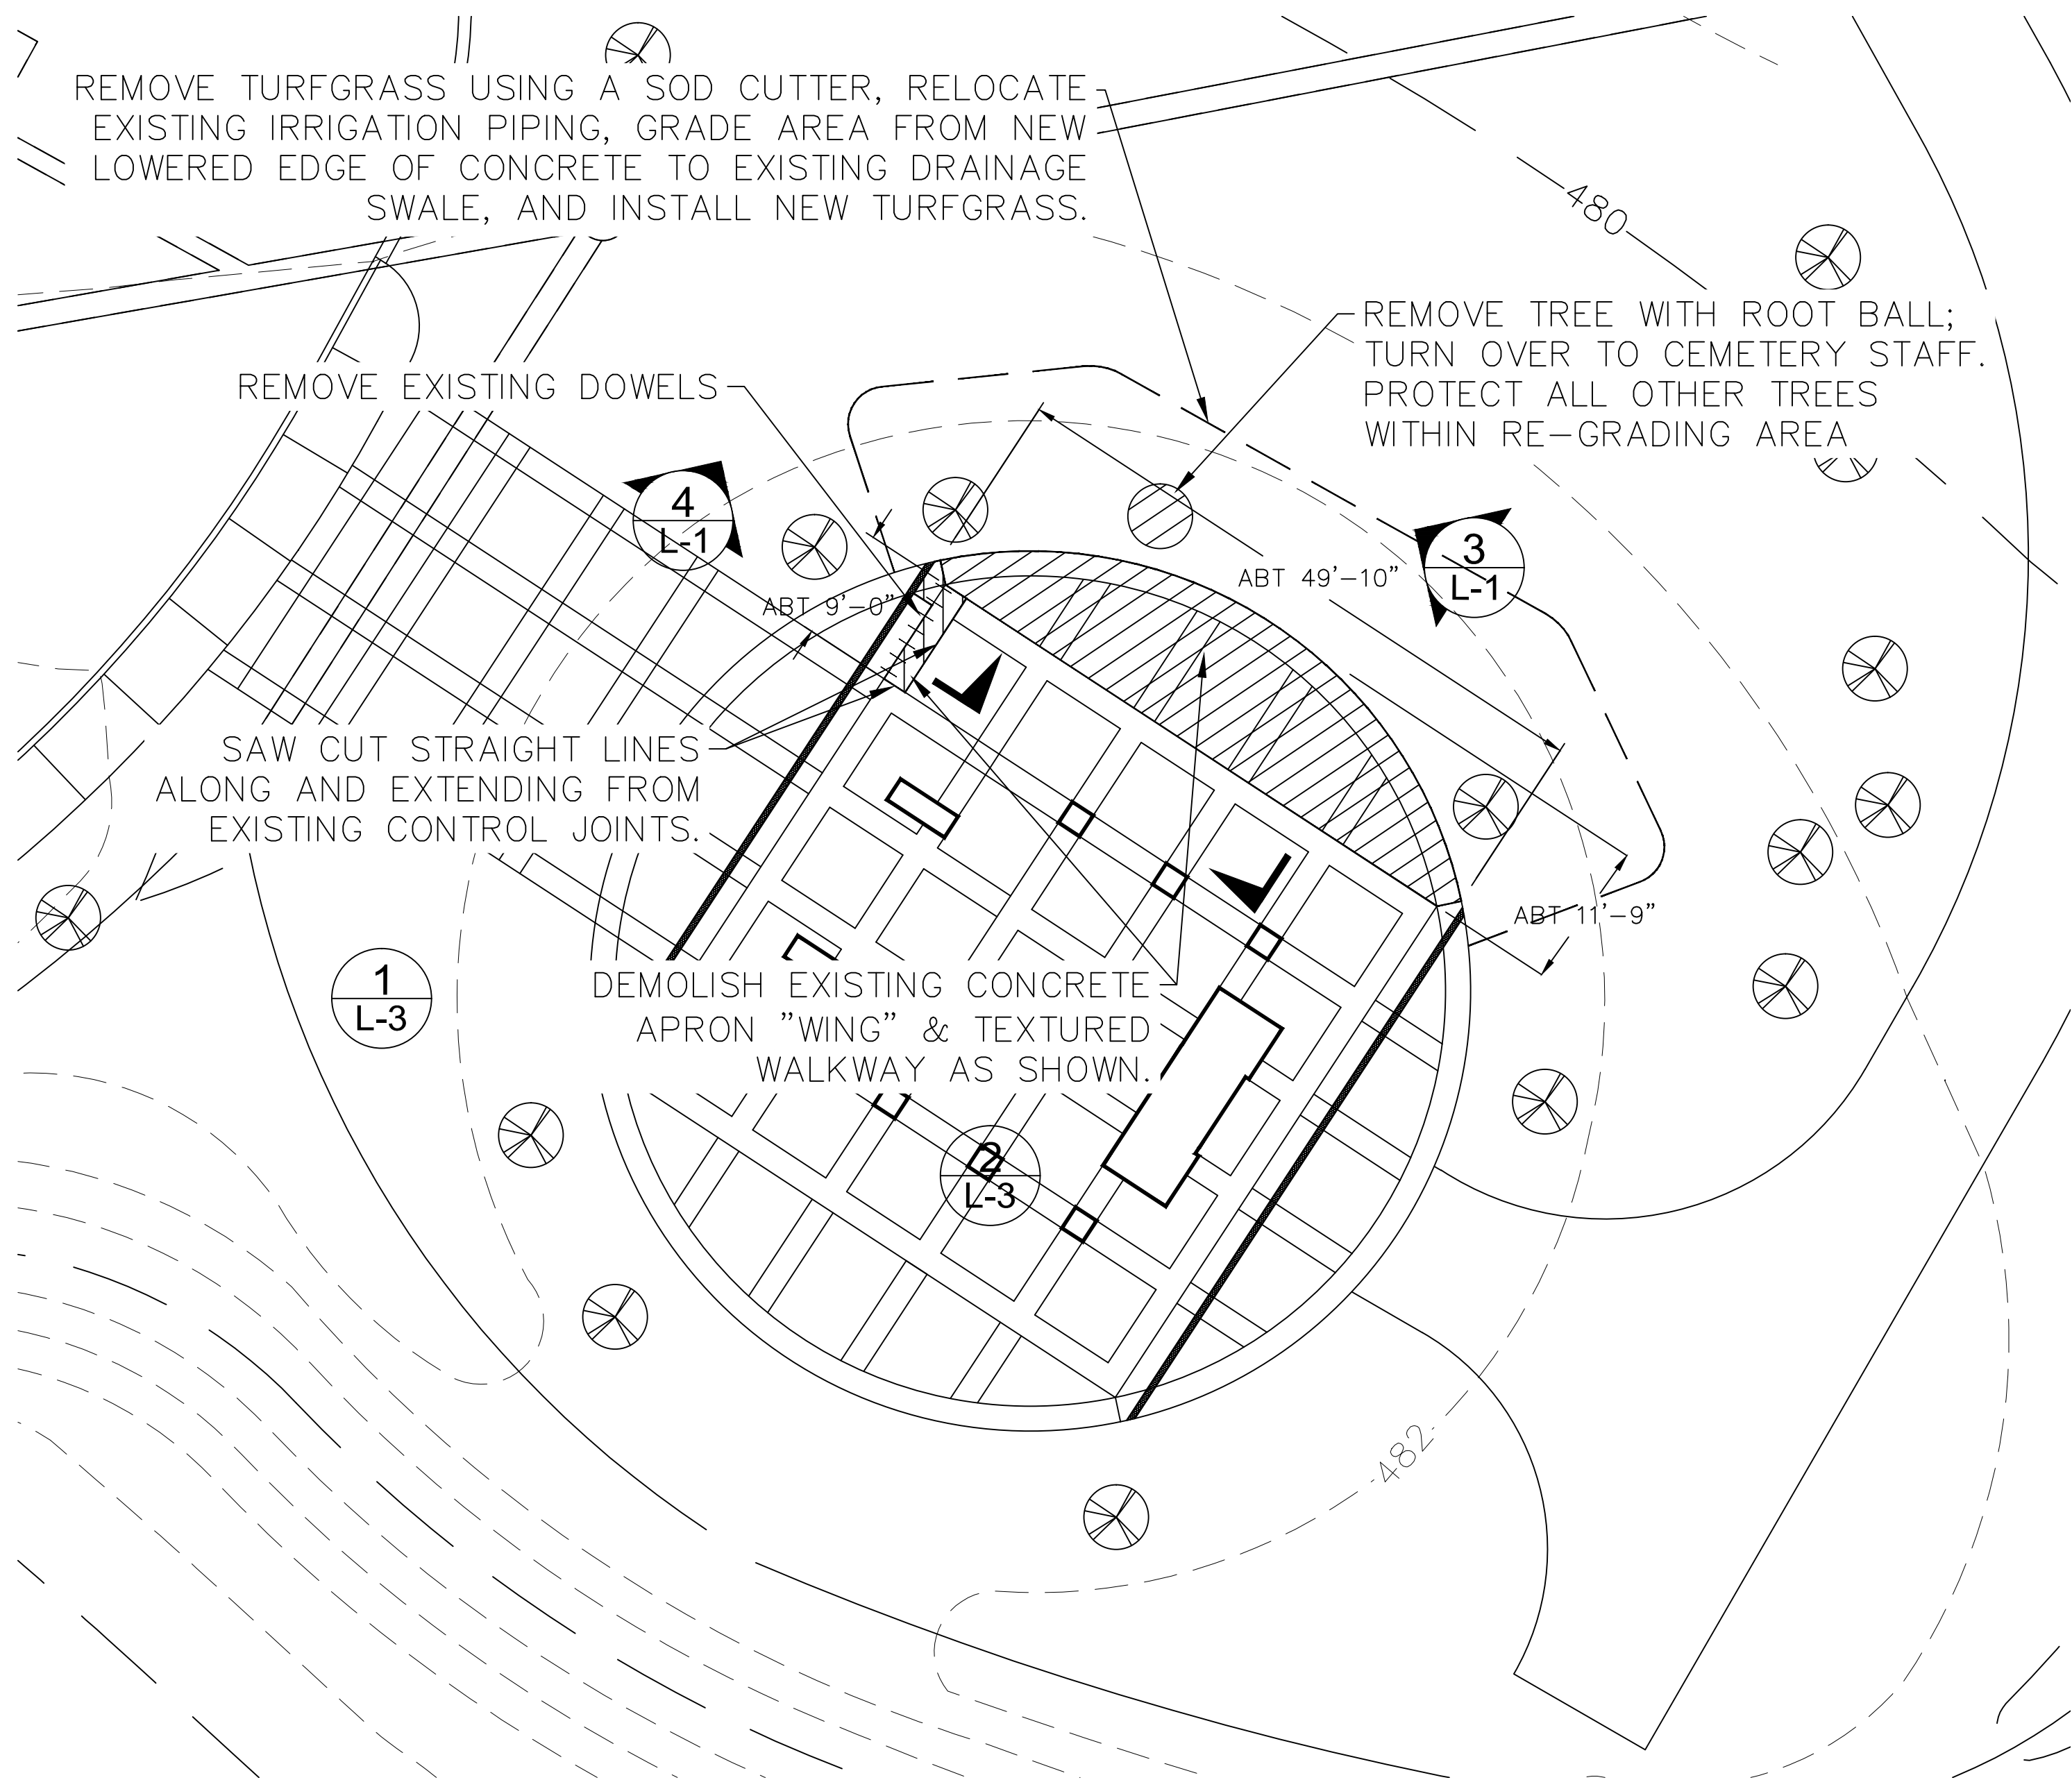 REMOVE TURFGRASS USING A SOD CUTTER, RELOCATE
EXISTING IRRIGATION PIPING, GRADE AREA FROM NEW
LOWERED EDGE OF CONCRETE TO EXISTING DRAINAGE
SWALE, AND INSTALL NEW TURFGRASS.
480
REMOVE TREE WITH ROOT BALL;
TURN OVER TO CEMETERY STAFF.
PROTECT ALL OTHER TREES
WITHIN RE-GRADING AREA
REMOVE EXISTING DOWELS
4
L-1
3
L-1
ABT 49'-10"
ABT 9'-0"
SAW CUT STRAIGHT LINES
ALONG AND EXTENDING FROM
EXISTING CONTROL JOINTS.
ABT 11'-9"
1
L-3
DEMOLISH EXISTING CONCRETE
APRON "WING" & TEXTURED
WALKWAY AS SHOWN.
2
L-3
482